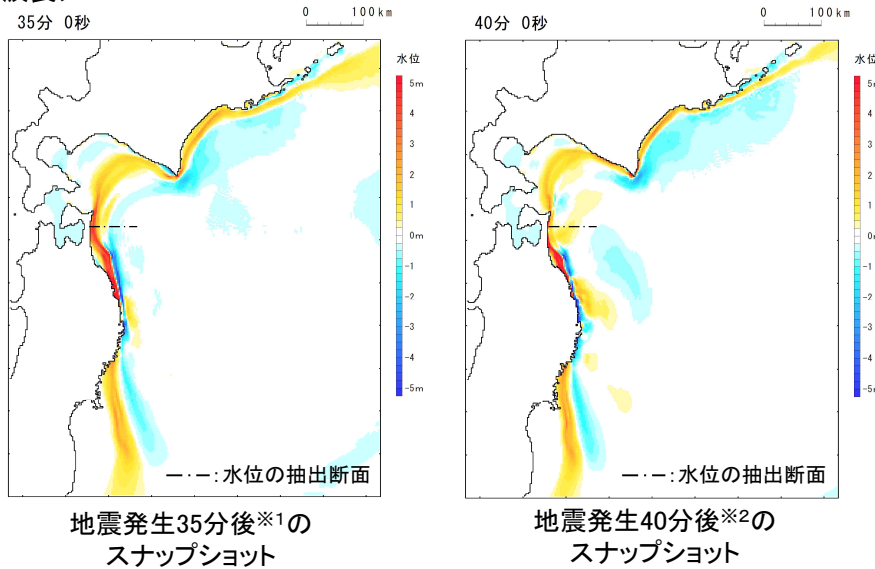 35分 0秒
0 100km
水位
5m
4
3
2
1
0m
-1
-2
-3
-4
-5m
—・—:水位の抽出断面
地震発生35分後※1の
スナップショット
40分 0秒
0 100km
水位
5m
4
3
2
1
0m
-1
-2
-3
-4
-5m
—・—:水位の抽出断面
地震発生40分後※2の
スナップショット